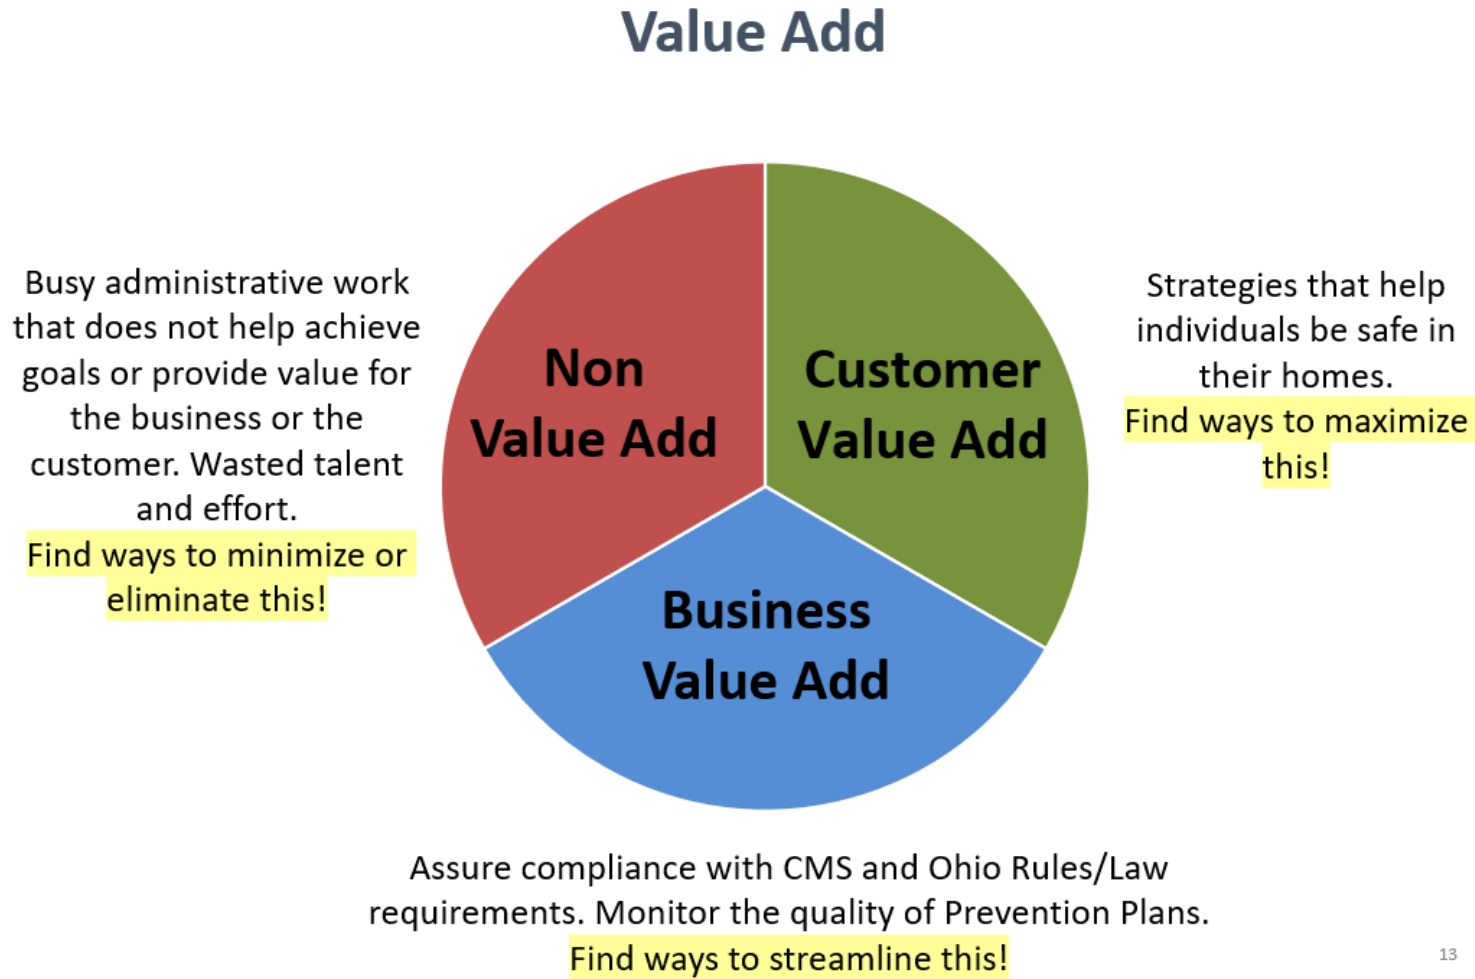 Value Add
Busy administrative work
that does not help achieve
goals or provide value for
the business or the
customer. Wasted talent
and effort.
Find ways to minimize or
eliminate this!
Non
Value Add
Customer
Value Add
Strategies that help
individuals be safe in
their homes.
Find ways to maximize
this!
Business
Value Add
Assure compliance with CMS and Ohio Rules/Law
requirements. Monitor the quality of Prevention Plans.
Find ways to streamline this!
13